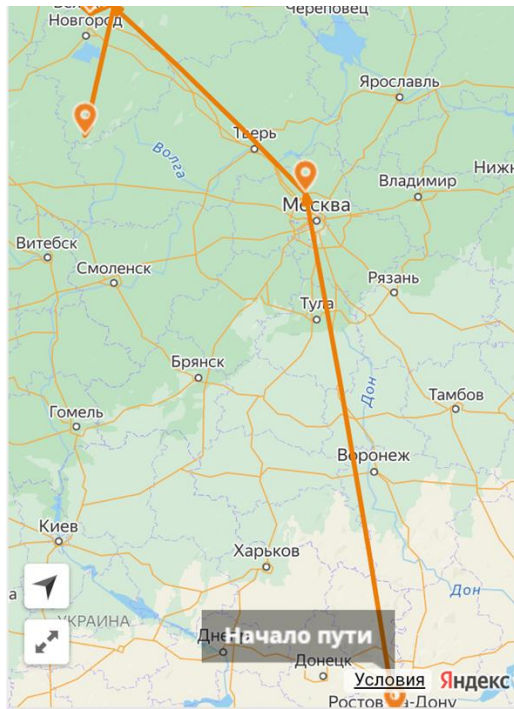 Череповец
Новгород
Ярославль
Тверь
Волга
Владимир
Москва
Витебск
Смоленск
Рязань
Тула
Брянск
Дон
Тамбов
Гомель
Воронеж
Киев
Харьков
Дон
УКРАИНА
Начало пути
Донецк
Условия Яндекс